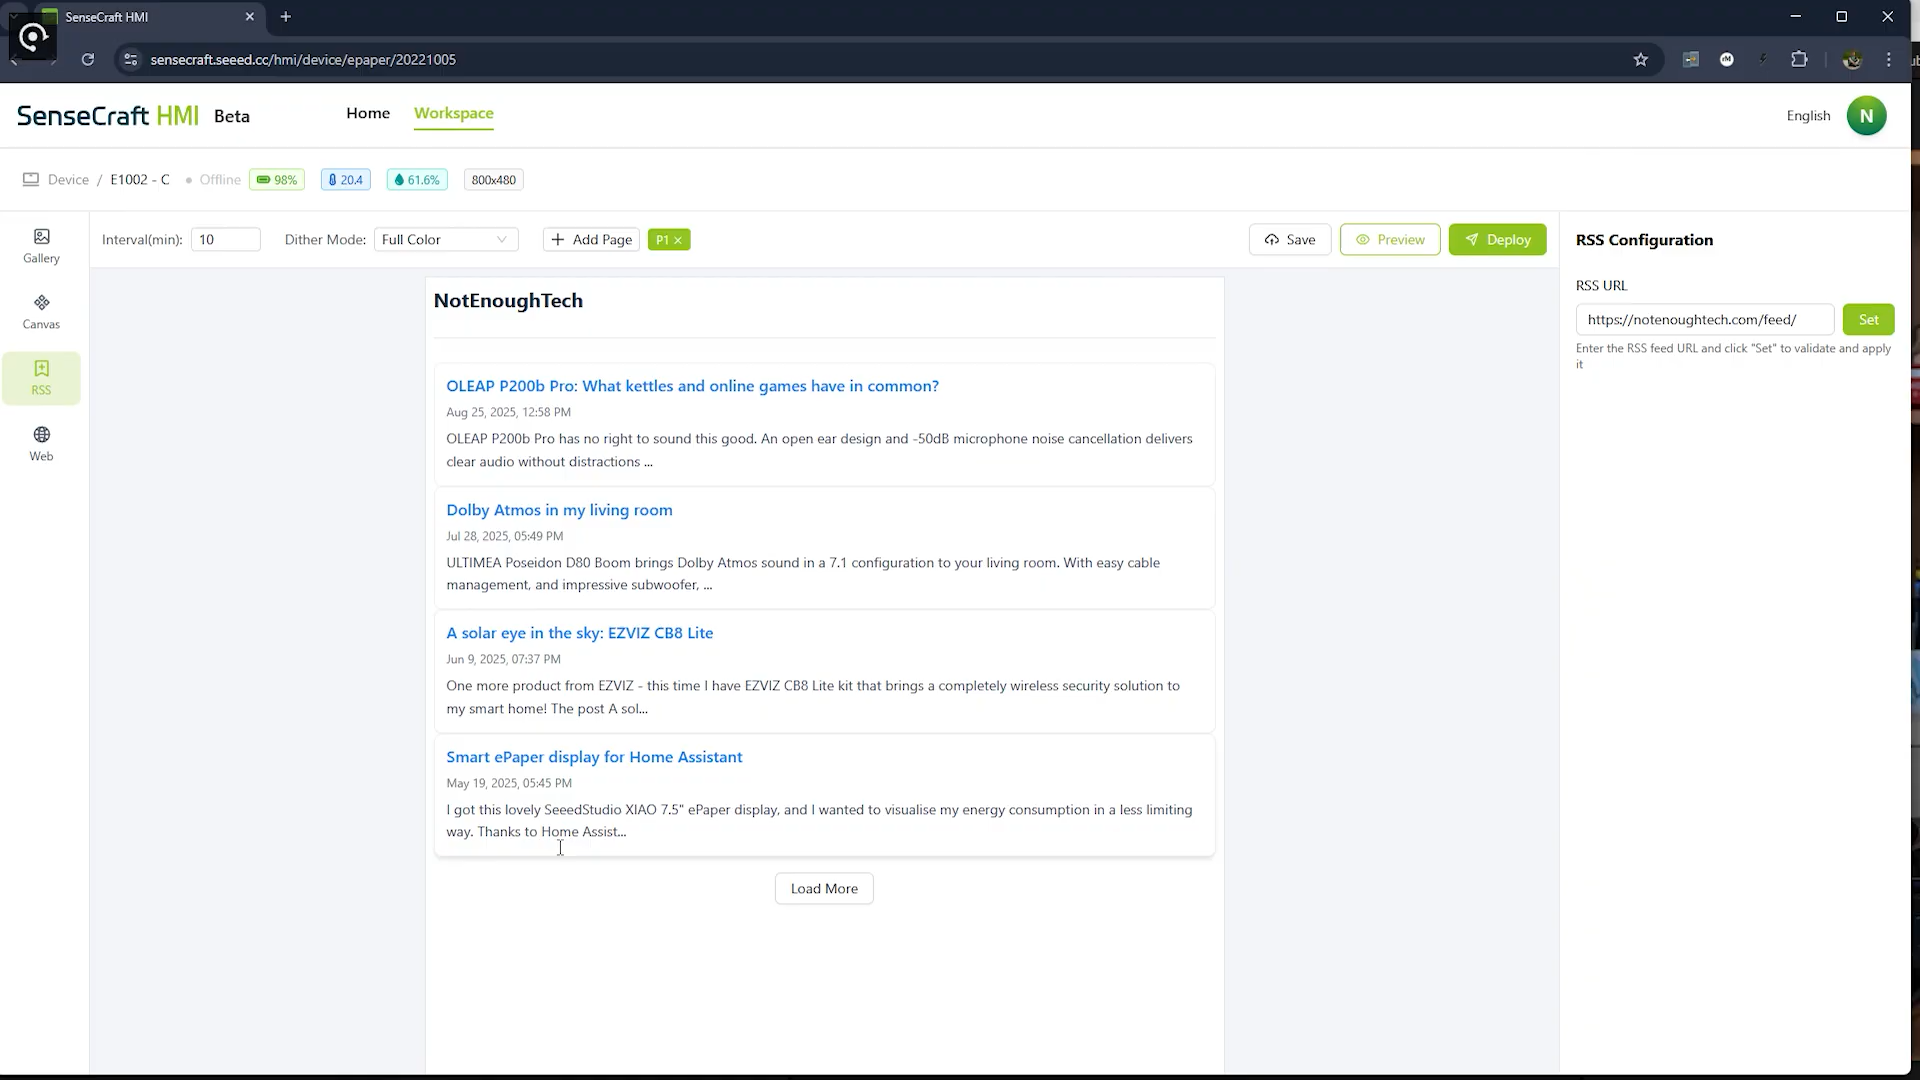 SenseCraft HMI
sensecraft.seeed.cc/hmi/device/epaper/20221005
SenseCraft HMI Beta
Home
Workspace
English
N
Device / E1002 - C
Offline
98%
20.4
61.6%
800x480
Gallery
Canvas
RSS
Web
Interval(min): 10
Dither Mode: Full Color
Add Page
P1
Save
Preview
Deploy
NotEnoughTech
OLEAP P200b Pro: What kettles and online games have in common?
Aug 25, 2025, 12:58 PM
OLEAP P200b Pro has no right to sound this good. An open ear design and -50dB microphone noise cancellation delivers
clear audio without distractions ...
Dolby Atmos in my living room
Jul 28, 2025, 05:49 PM
ULTIMEA Poseidon D80 Boom brings Dolby Atmos sound in a 7.1 configuration to your living room. With easy cable
management, and impressive subwoofer, ...
A solar eye in the sky: EZVIZ CB8 Lite
Jun 9, 2025, 07:37 PM
One more product from EZVIZ - this time I have EZVIZ CB8 Lite kit that brings a completely wireless security solution to
my smart home! The post A sol...
Smart ePaper display for Home Assistant
May 19, 2025, 05:45 PM
I got this lovely SeeedStudio XIAO 7.5" ePaper display, and I wanted to visualise my energy consumption in a less limiting
way. Thanks to Home Assist...
Load More
RSS Configuration
RSS URL
https://notenoughtech.com/feed/
Set
Enter the RSS feed URL and click "Set" to validate and apply
it